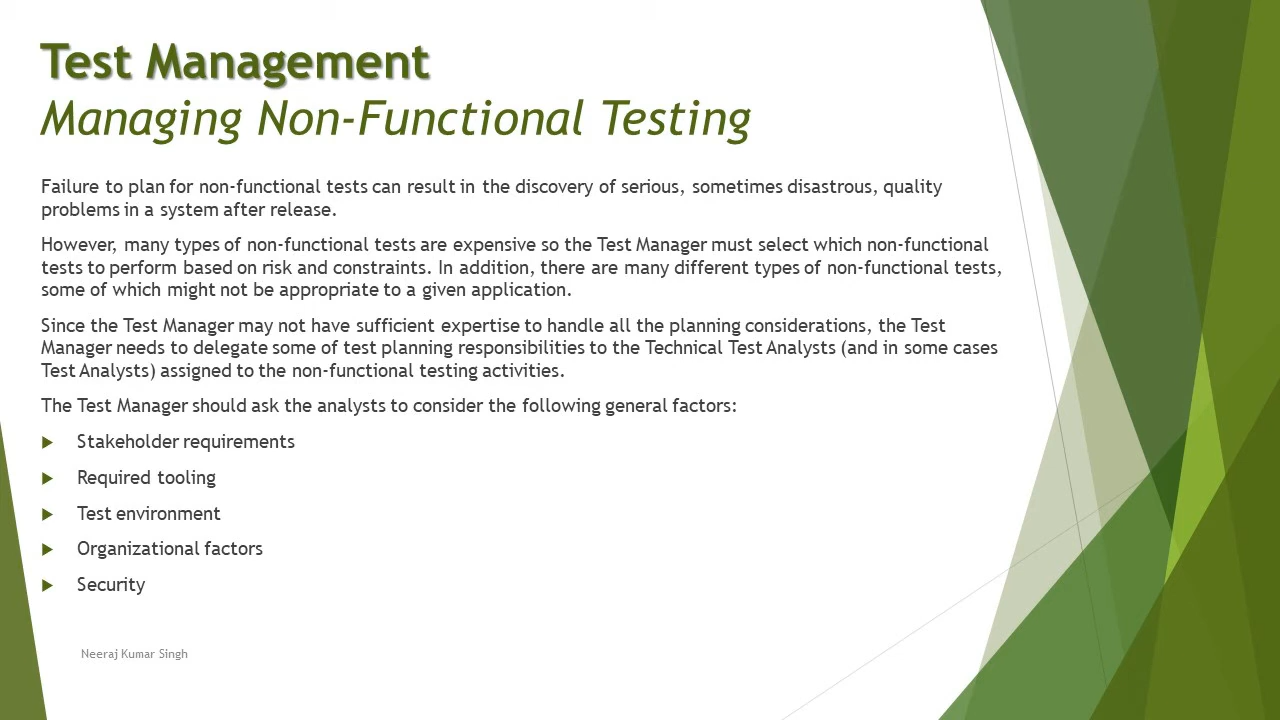 Test Management
Managing Non-Functional Testing
Failure to plan for non-functional tests can result in the discovery of serious, sometimes disastrous, quality
problems in a system after release.
However, many types of non-functional tests are expensive so the Test Manager must select which non-functional
tests to perform based on risk and constraints. In addition, there are many different types of non-functional tests,
some of which might not be appropriate to a given application.
Since the Test Manager may not have sufficient expertise to handle all the planning considerations, the Test
Manager needs to delegate some of test planning responsibilities to the Technical Test Analysts (and in some cases
Test Analysts) assigned to the non-functional testing activities.
The Test Manager should ask the analysts to consider the following general factors:
Stakeholder requirements
Required tooling
Test environment
Organizational factors
Security
Neeraj Kumar Singh